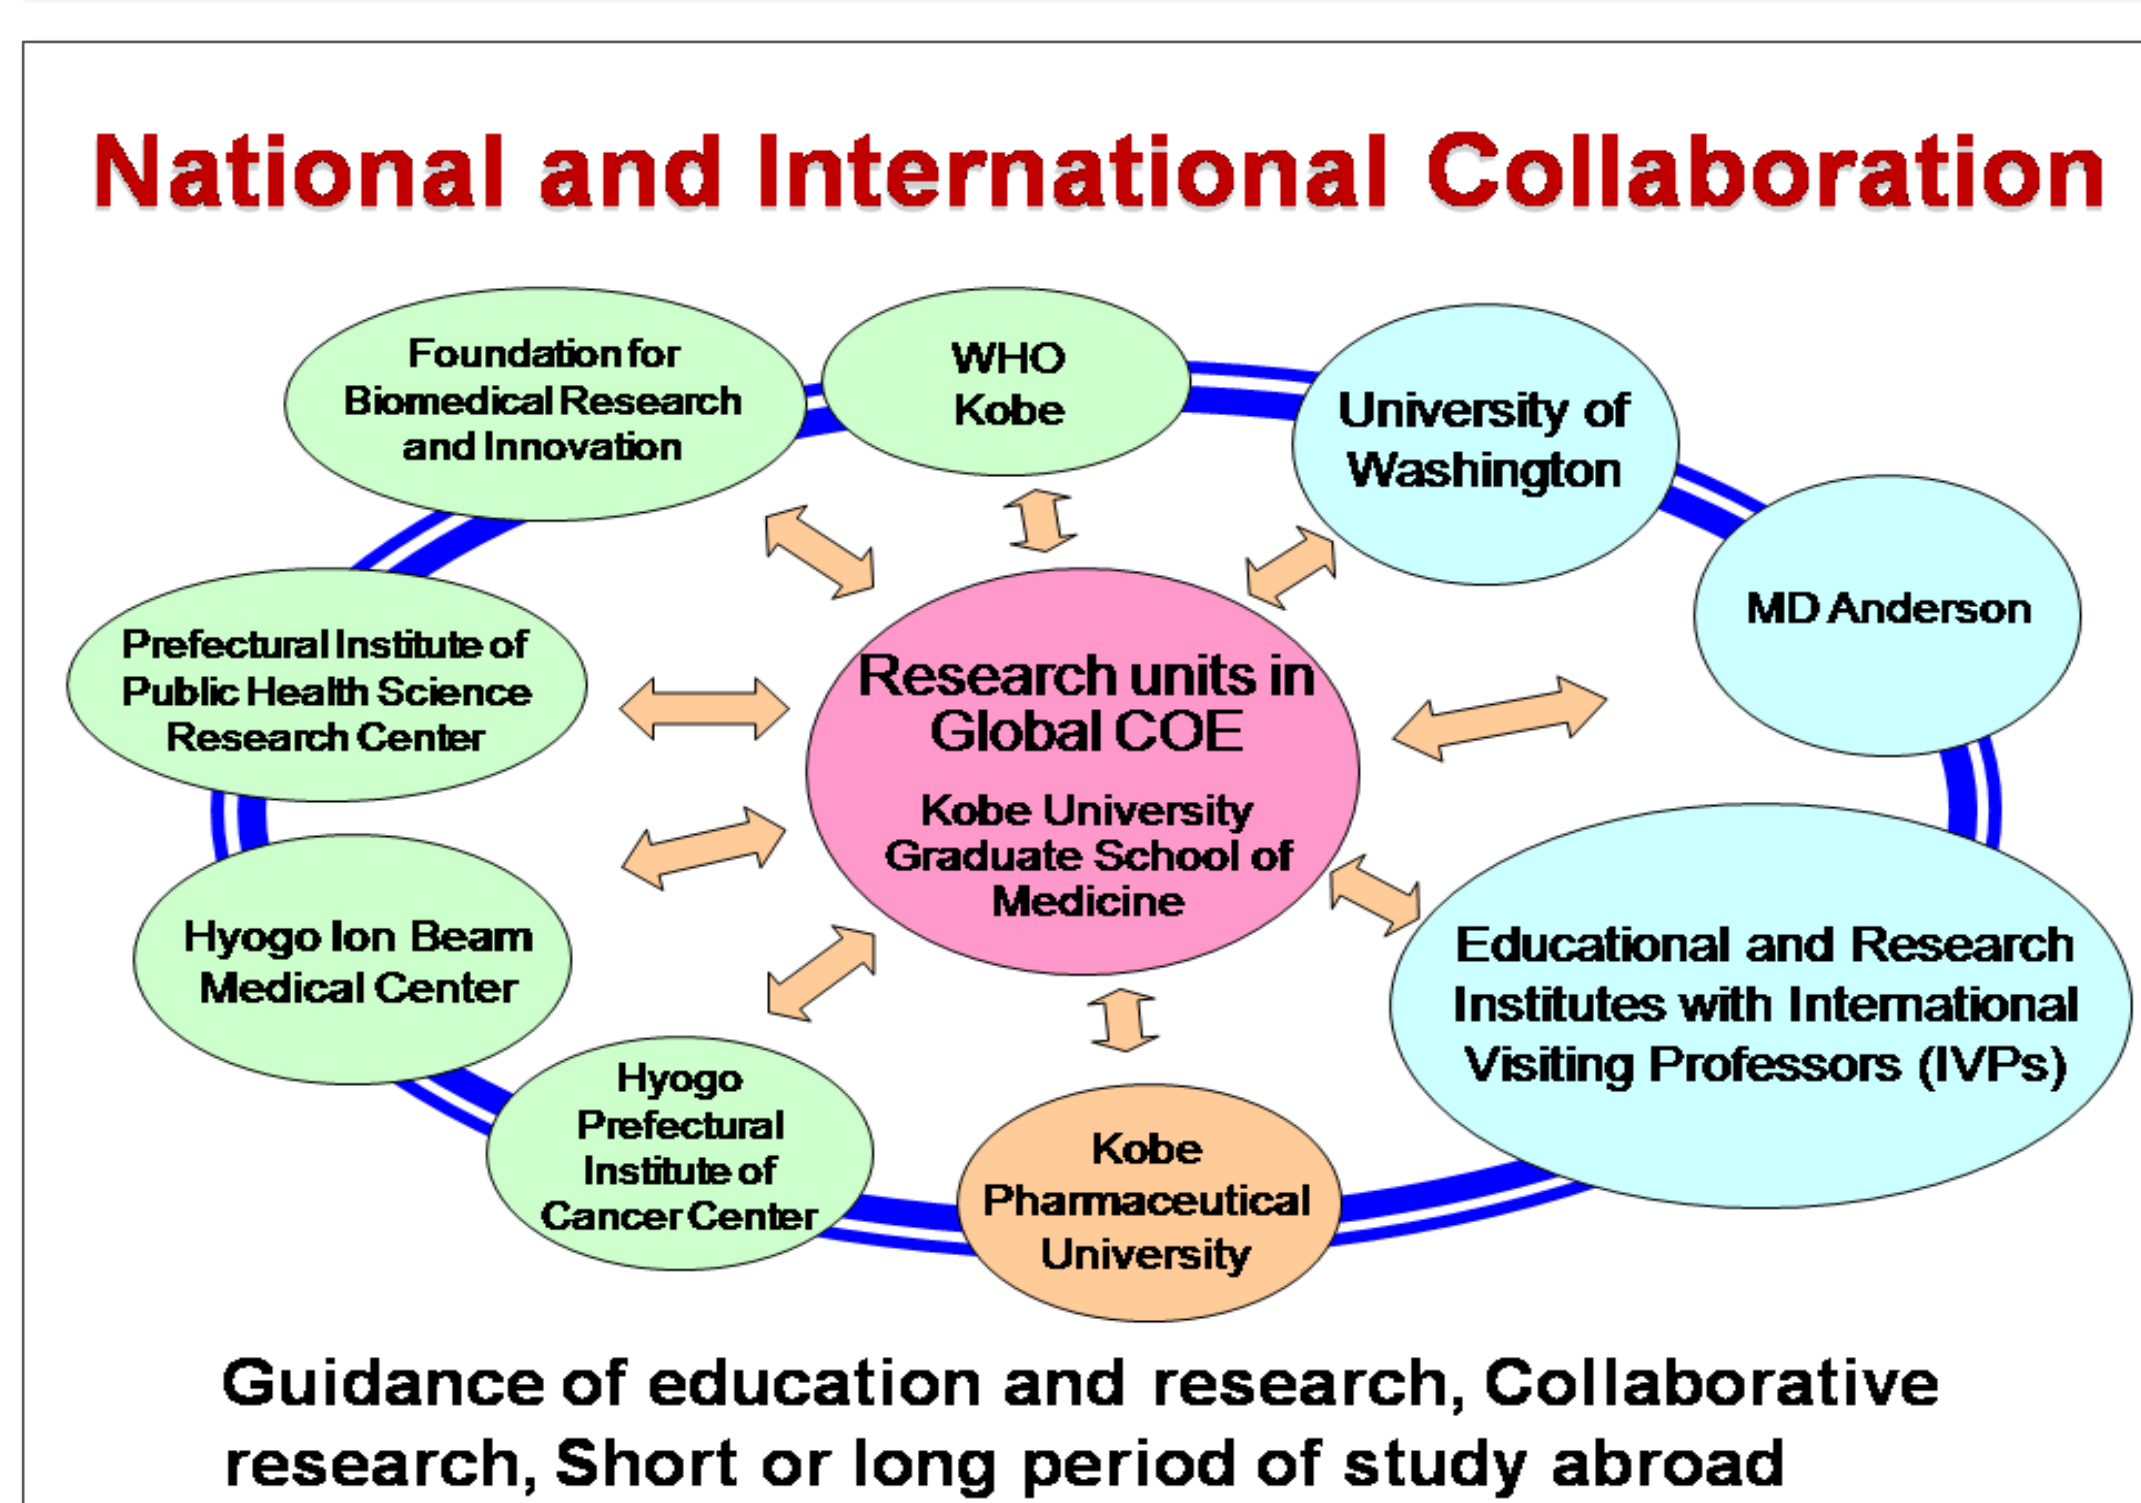 National and International Collaboration
Foundation for
Biomedical Research
and Innovation
WHO
Kobe
University of
Washington
MD Anderson
Prefectural Institute of
Public Health Science
Research Center
Research units in
Global COE
Kobe University
Graduate School of
Medicine
Hyogo Ion Beam
Medical Center
Educational and Research
Institutes with International
Visiting Professors (IVPs)
Hyogo
Prefectural
Institute of
Cancer Center
Kobe
Pharmaceutical
University
Guidance of education and research, Collaborative
research, Short or long period of study abroad